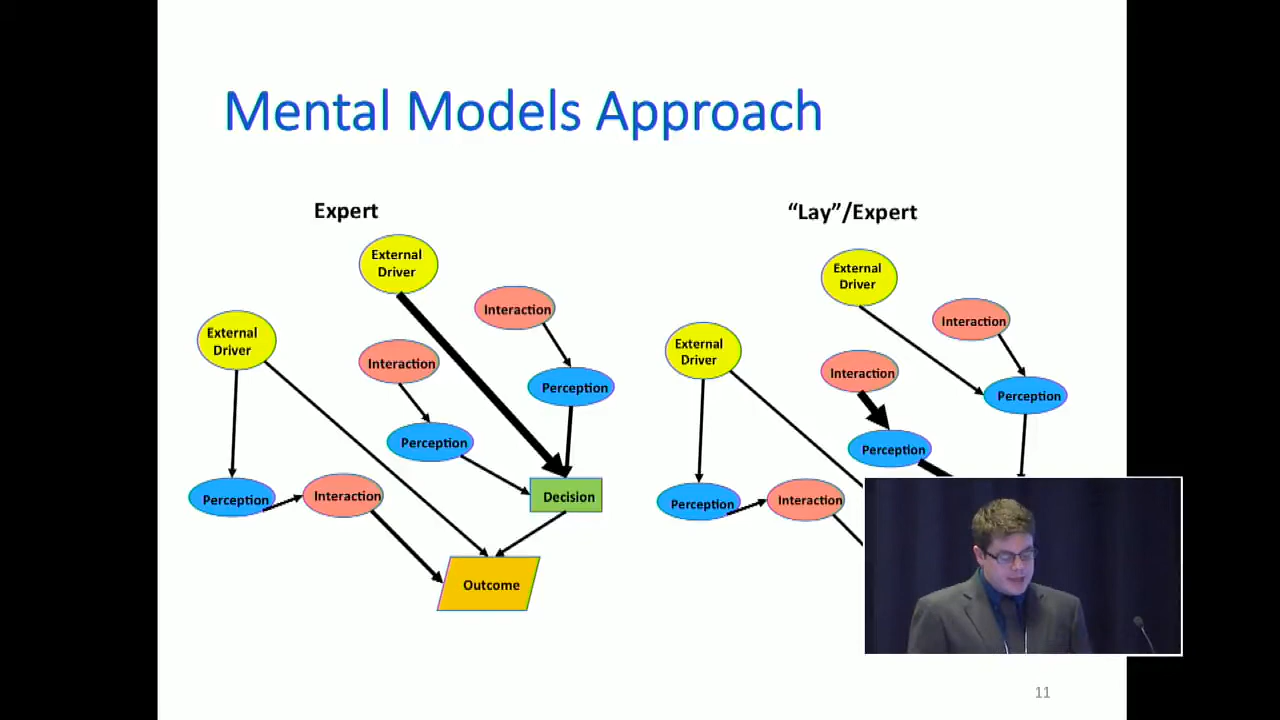 Mental Models Approach
Expert
External
Driver
Interaction
External
Driver
Interaction
Perception
Perception
Perception
Interaction
Decision
Outcome
“Lay”/Expert
External
Driver
Interaction
External
Driver
Interaction
Perception
Perception
Perception
Interaction
11